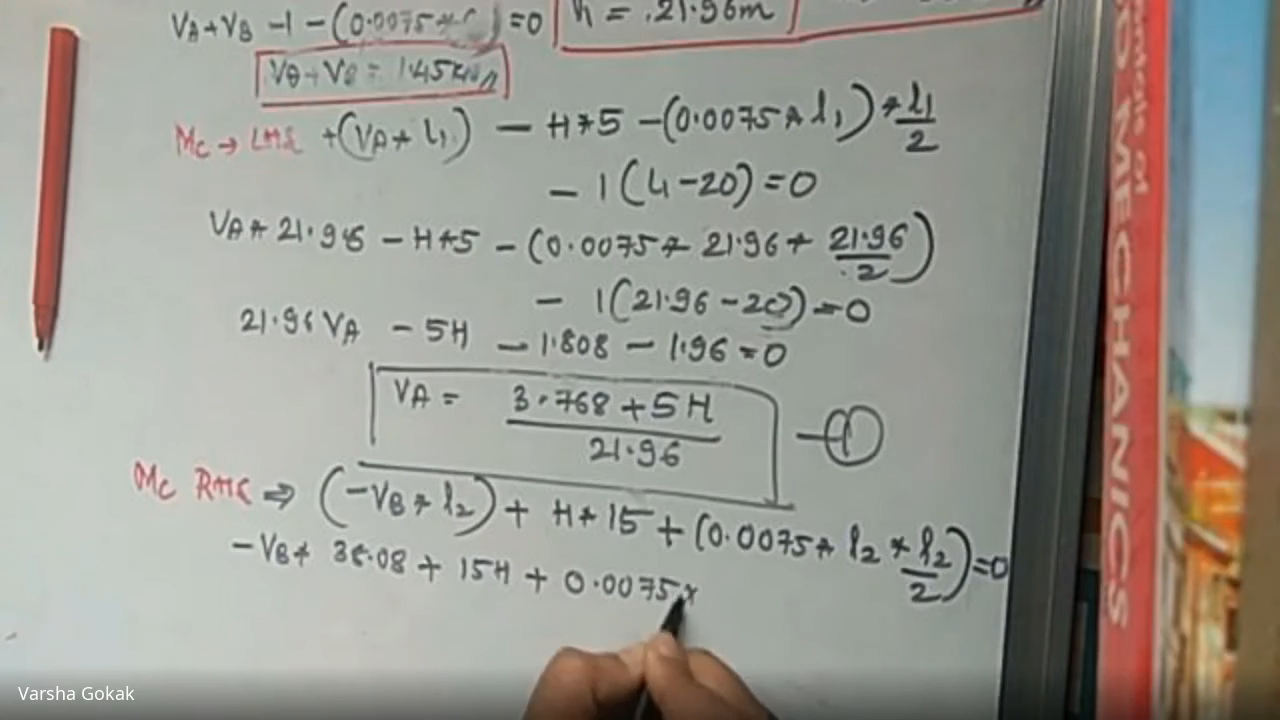 VA+VB -1 -(0.0075* ) =0
h = .21.96m
VB+VB = 1.45kN
Mc → LHS +(VA * l1) - H*5 -(0.0075 * l1) * l1/2
- 1(L1-20) =0
VA * 21.96 - H*5 - (0.0075 * 21.96 * 21.96/2)
- 1(21.96-20) =0
21.96 VA - 5H - 1.808 - 1.96 =0
VA = 3.768 + 5H / 21.96 - 1
Mc RHS ⇒ (-VB * l2) + H*15 + (0.0075 * l2 * l2/2) =0
-VB * 38.08 + 15H + 0.0075 *
MECHANICS
Varsha Gokak